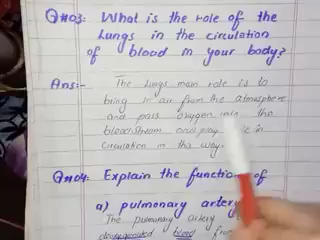 Q#03: What is the role of the
Lungs in the circulation
of blood in your body?
Ans:- The lungs main role is to
bring in air from the atmosphere
and pass oxygen into the
bloodstream and play in
circulation in the way.
Q#04: Explain the function of
a) pulmonary artery
The pulmonary artery
deoxygenated blood from